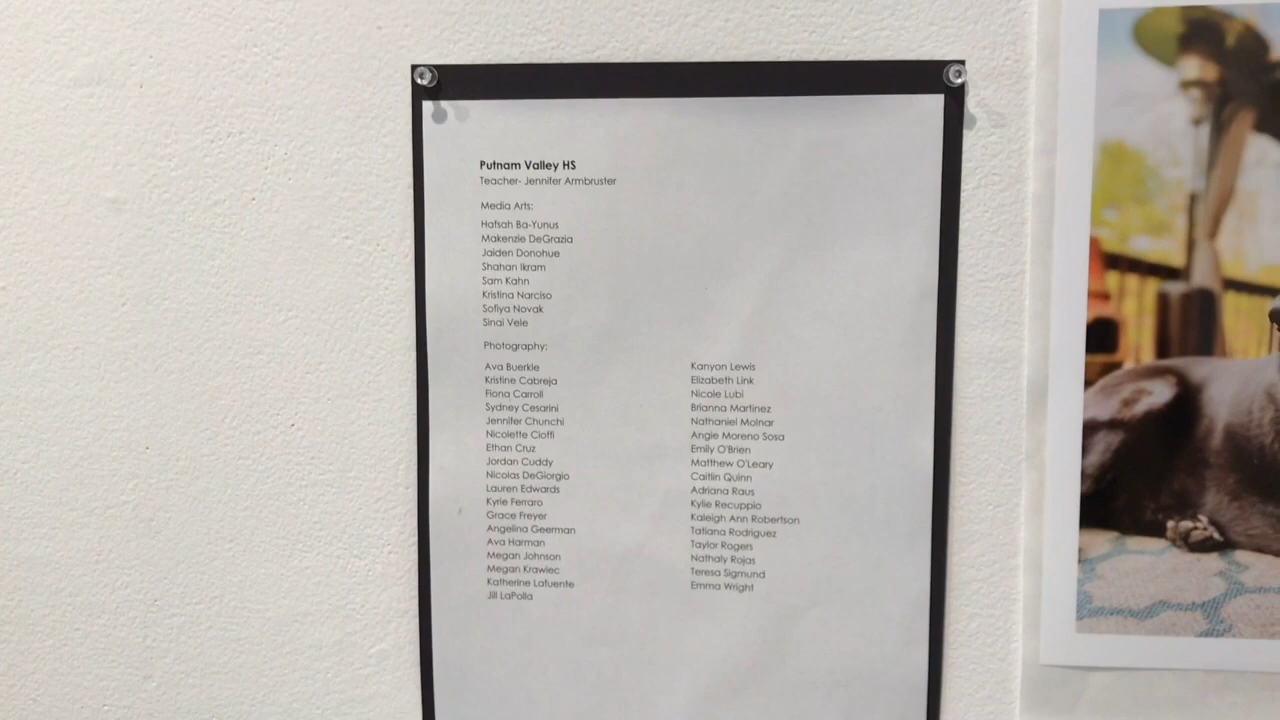 Putnam Valley HS
Teacher- Jennifer Armbruster
Media Arts:
Hafsah Ba-Yunus
Makenzie DeGrazia
Jaiden Donohue
Shahan Ikram
Sam Kahn
Kristina Narciso
Sofiya Novak
Sinai Vele
Photography:
Ava Buerkle
Kristine Cabreja
Fiona Carroll
Sydney Cesarini
Jennifer Chunchi
Nicolette Cioffi
Ethan Cruz
Jordan Cuddy
Nicolas DeGiorgio
Lauren Edwards
Kyrie Ferraro
Grace Freyer
Angelina Geerman
Ava Harman
Megan Johnson
Megan Krawiec
Katherine Lafuente
Jill LaPolla
Kanyon Lewis
Elizabeth Link
Nicole Lubi
Brianna Martinez
Nathaniel Molnar
Angie Moreno Sosa
Emily O'Brien
Matthew O'Leary
Caitlin Quinn
Adriana Raus
Kylie Recuppio
Kaleigh Ann Robertson
Tatiana Rodriguez
Taylor Rogers
Nathaly Rojas
Teresa Sigmund
Emma Wright